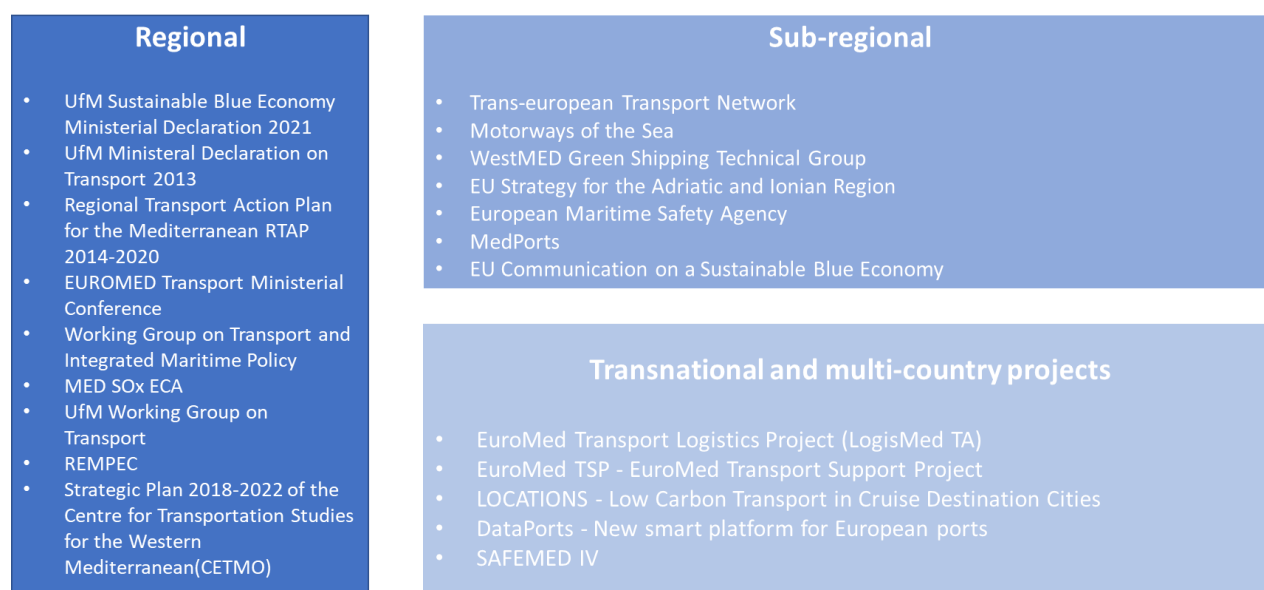 Regional
• UfM Sustainable Blue Economy
Ministerial Declaration 2021
• UfM Ministeral Declaration on
Transport 2013
• Regional Transport Action Plan
for the Mediterranean RTAP
2014-2020
• EUROMED Transport Ministerial
Conference
• Working Group on Transport and
Integrated Maritime Policy
• MED SOx ECA
• UfM Working Group on
Transport
• REMPEC
• Strategic Plan 2018-2022 of the
Centre for Transportation Studies
for the Western
Mediterranean(CETMO)
Sub-regional
• Trans-european Transport Network
• Motorways of the Sea
• WestMED Green Shipping Technical Group
• EU Strategy for the Adriatic and Ionian Region
• European Maritime Safety Agency
• MedPorts
• EU Communication on a Sustainable Blue Economy
Transnational and multi-country projects
• EuroMed Transport Logistics Project (LogisMed TA)
• EuroMed TSP - EuroMed Transport Support Project
• LOCATIONS - Low Carbon Transport in Cruise Destination Cities
• DataPorts - New smart platform for European ports
• SAFEMED IV